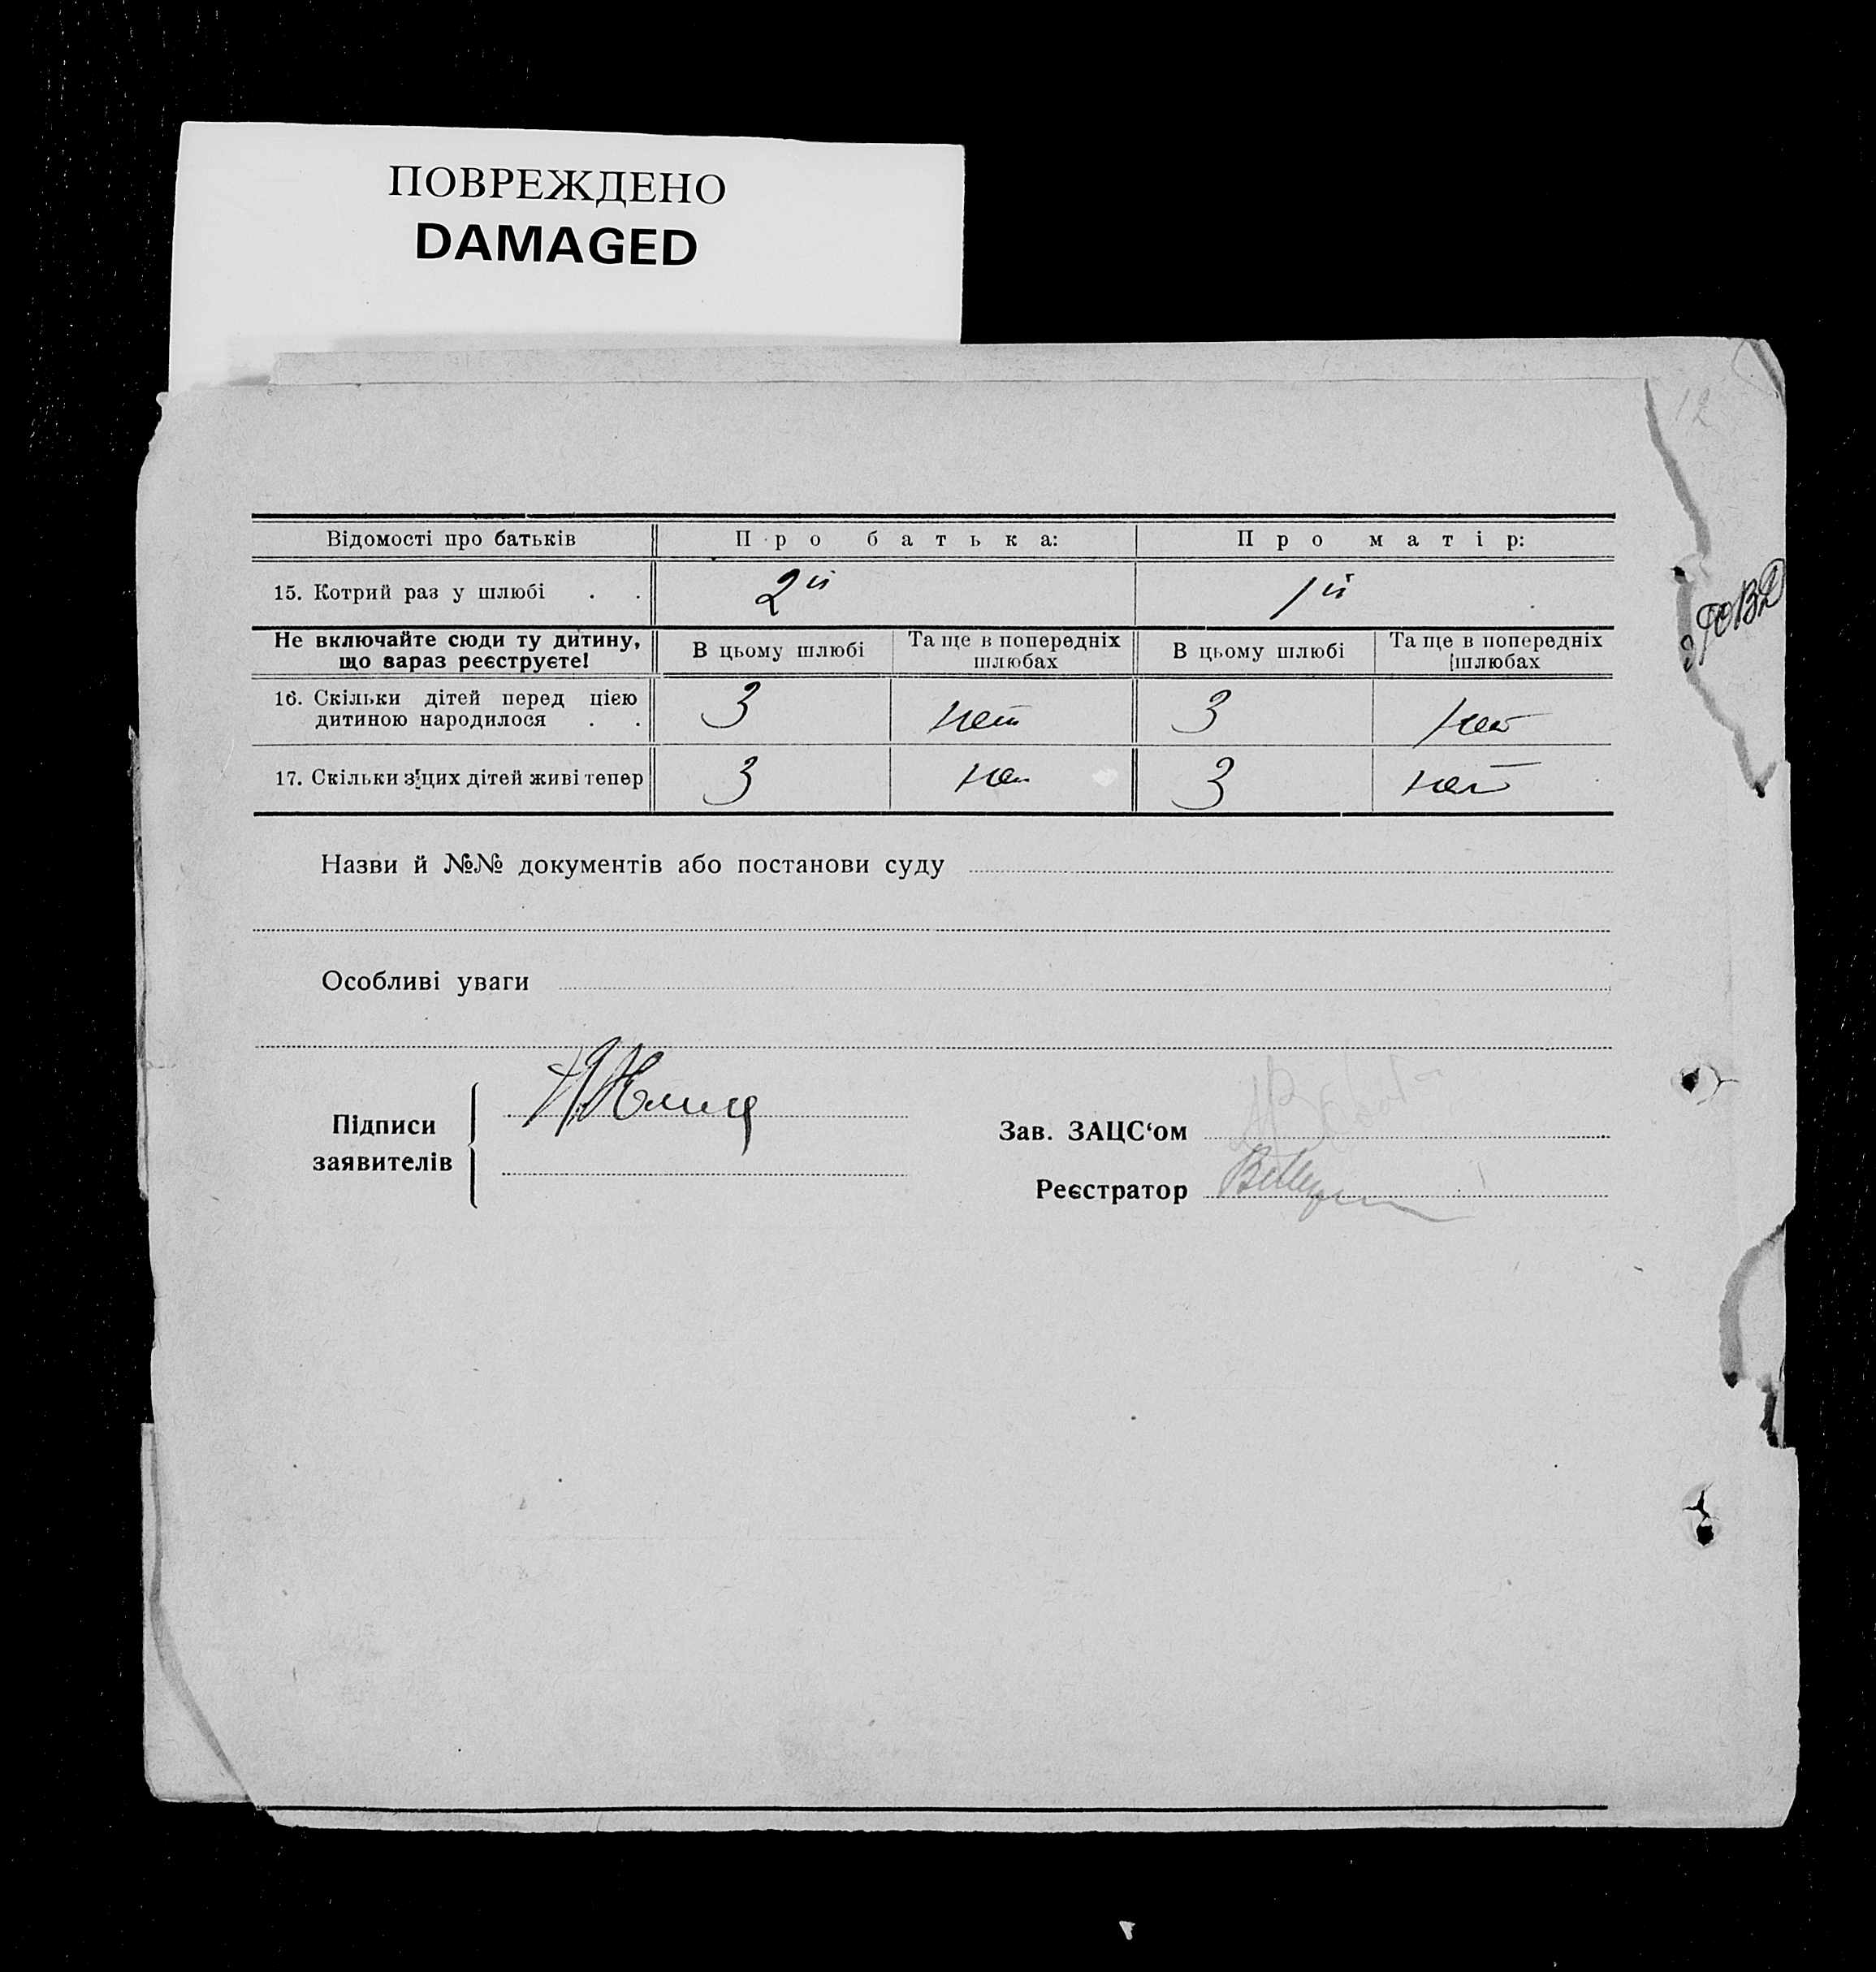 ПОВРЕЖДЕНО
DAMAGED
12
Відомості про батьків
Про батька:
Про матір:
15. Котрий раз у шлюбі . .
2й
1й
Не включайте сюди ту дитину,
що вараз реєструєте!
В цьому шлюбі
Та ще в попередніх
шлюбах
В цьому шлюбі
Та ще в попередніх
шлюбах
16. Скільки дітей перед цією
дитиною народилося . .
3
нет
3
нет
17. Скільки з цих дітей живі тепер
3
нет
3
нет
Назви й №№ документів або постанови суду
Особливі уваги
Підписи
заявителів
Зав. ЗАЦС‘ом
Реєстратор